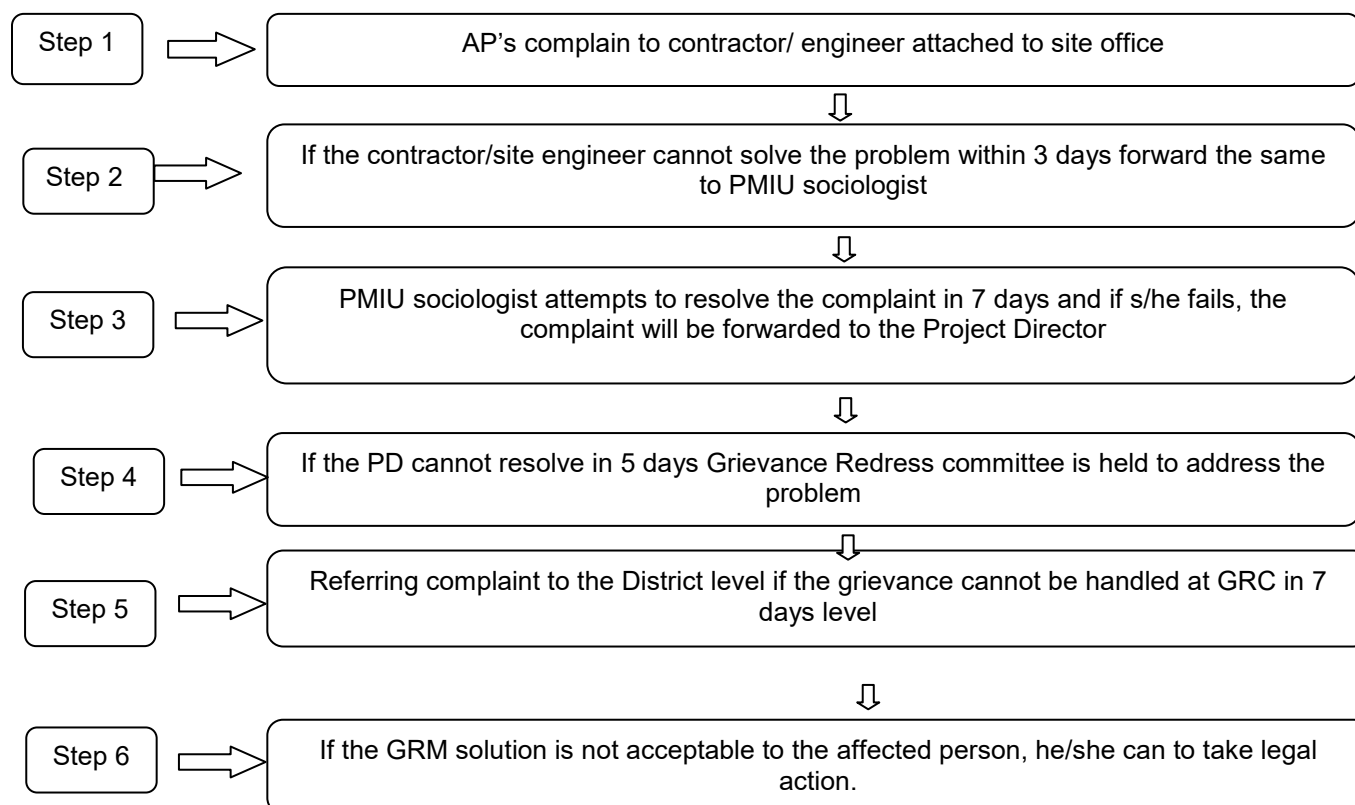 Step 1
AP's complain to contractor/ engineer attached to site office
Step 2
If the contractor/site engineer cannot solve the problem within 3 days forward the same
to PMIU sociologist
Step 3
PMIU sociologist attempts to resolve the complaint in 7 days and if s/he fails, the
complaint will be forwarded to the Project Director
Step 4
If the PD cannot resolve in 5 days Grievance Redress committee is held to address the
problem
Step 5
Referring complaint to the District level if the grievance cannot be handled at GRC in 7
days level
Step 6
If the GRM solution is not acceptable to the affected person, he/she can to take legal
action.